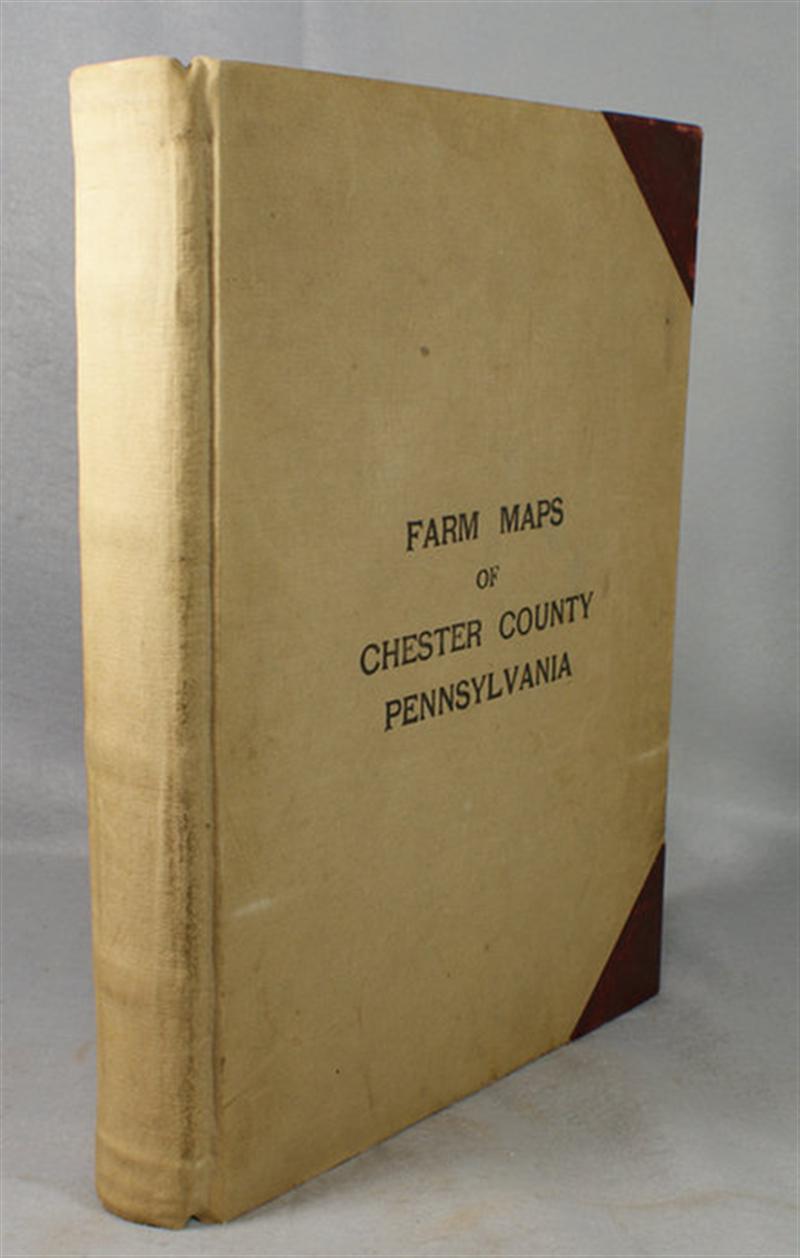 FARM MAPS
OF
CHESTER COUNTY
PENNSYLVANIA